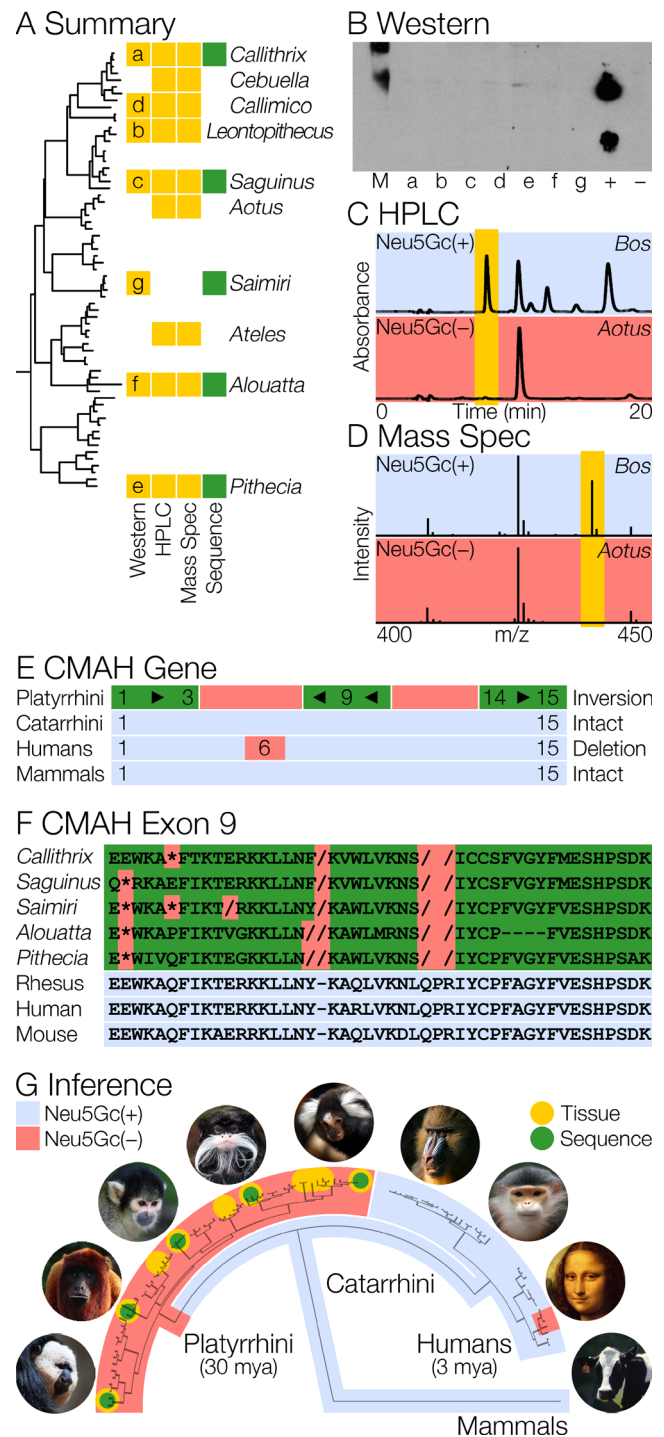 A Summary
a Callithrix
Cebuella
d Callimico
b Leontopithecus
c Saguinus
Aotus
g Saimiri
Ateles
f Alouatta
e Pithecia
Western
HPLC
Mass Spec
Sequence
B Western
M a b c d e f g + –
C HPLC
Neu5Gc(+) Bos
Neu5Gc(–) Aotus
Absorbance
0 Time (min) 20
D Mass Spec
Neu5Gc(+) Bos
Neu5Gc(–) Aotus
Intensity
400 m/z 450
E CMAH Gene
Platyrrhini 1 ► 3 ◄ 9 ◄ 14 ► 15 Inversion
Catarrhini 1 15 Intact
Humans 1 6 15 Deletion
Mammals 1 15 Intact
F CMAH Exon 9
Callithrix EEWKA*FTKTERKKLLNF/KVWLVKNS/ /ICCSFVGYFMESHPSDK
Saguinus Q*RKAEFIKTERKKLLNF/KVWLVKNS/ /IYCPFVGYFVESHPSDK
Saimiri E*WKA*FIKT/RKKLLNY/KAWLVKNS/ /IYCPFVGYFVESHPSDK
Alouatta E*WKAPFIKTVGKKLLN//KAWLMRNS/ /IYCP----FVESHPSDK
Pithecia E*WIVQFIKTEGKKLLN//KAWLVKNS/ /IYCPFVGYFVESHPSAK
Rhesus EEWKAQFIKAERKKLLNY-KAQLVKNLQPRIYCPFAGYFVESHPSDK
Human EEWKAQFIKTERKKLLNY-KARLVKNLQPRIYCPFAGYFVESHPSDK
Mouse EEWKAQFIKAERRKLLNY-KAQLVKDLQPRIYCPFAGYFVESHPSDK
G Inference
Neu5Gc(+)
Neu5Gc(–)
Tissue
Sequence
Catarrhini
Platyrrhini
(30 mya)
Humans
(3 mya)
Mammals